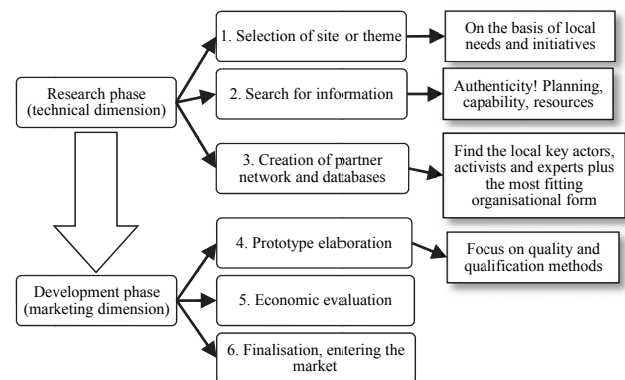 1. Selection of site or theme
On the basis of local
needs and initiatives
Research phase
(technical dimension)
2. Search for information
Authenticity! Planning,
capability, resources
3. Creation of partner
network and databases
Find the local key actors,
activists and experts plus
the most fitting
organisational form
4. Prototype elaboration
Focus on quality and
qualification methods
Development phase
(marketing dimension)
5. Economic evaluation
6. Finalisation, entering the
market